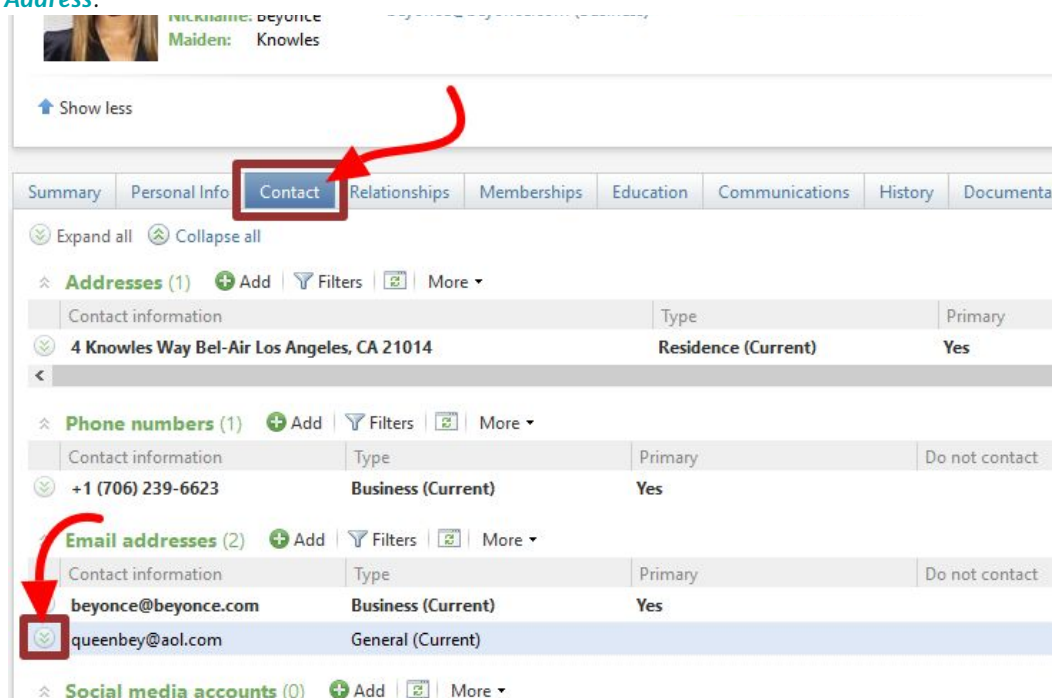 Address.
Nickname: Beyonce
Maiden: Knowles
Show less
Summary Personal Info Contact Relationships Memberships Education Communications History Documenta
Expand all Collapse all
Addresses (1) Add Filters More
Contact information Type Primary
4 Knowles Way Bel-Air Los Angeles, CA 21014 Residence (Current) Yes
Phone numbers (1) Add Filters More
Contact information Type Primary Do not contact
+1 (706) 239-6623 Business (Current) Yes
Email addresses (2) Add Filters More
Contact information Type Primary Do not contact
beyonce@beyonce.com Business (Current) Yes
queenbey@aol.com General (Current)
Social media accounts (0) Add More